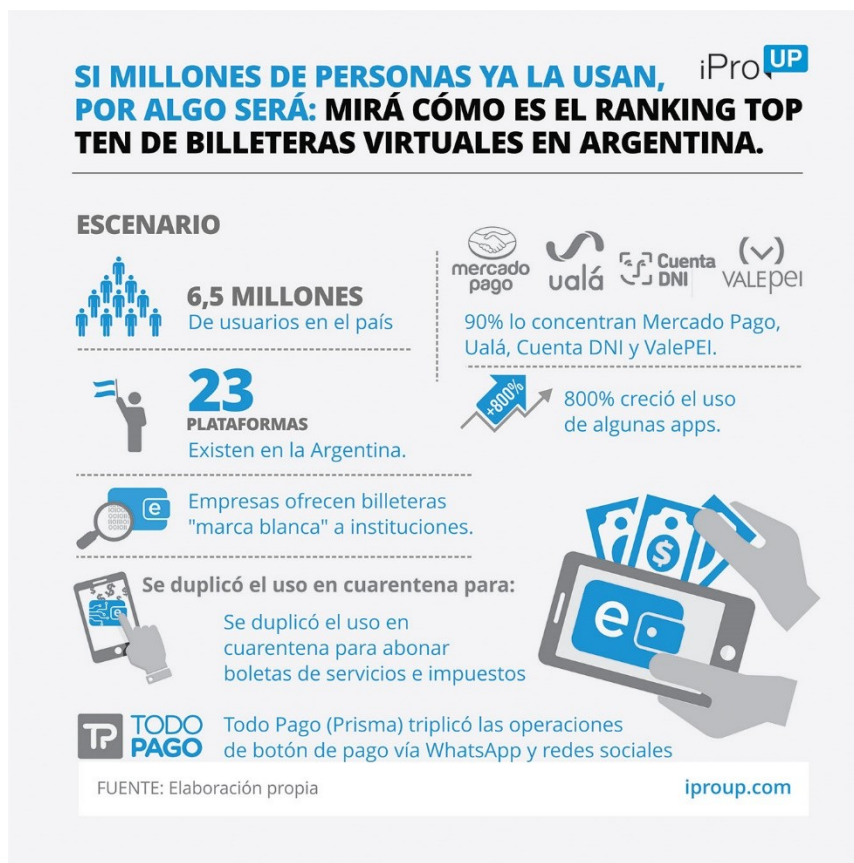 iPro UP
SI MILLONES DE PERSONAS YA LA USAN,
POR ALGO SERÁ: MIRÁ CÓMO ES EL RANKING TOP
TEN DE BILLETERAS VIRTUALES EN ARGENTINA.
ESCENARIO
6,5 MILLONES
De usuarios en el país
23
PLATAFORMAS
Existen en la Argentina.
e
Empresas ofrecen billeteras
"marca blanca" a instituciones.
mercado
pago
ualá
Cuenta
DNI
VALEpei
90% lo concentran Mercado Pago,
Ualá, Cuenta DNI y ValePEI.
+800%
800% creció el uso
de algunas apps.
Se duplicó el uso en cuarentena para:
$ $ $
e
Se duplicó el uso en
cuarentena para abonar
boletas de servicios e impuestos
$
e
TP TODO
PAGO
Todo Pago (Prisma) triplicó las operaciones
de botón de pago vía WhatsApp y redes sociales
FUENTE: Elaboración propia
iproup.com